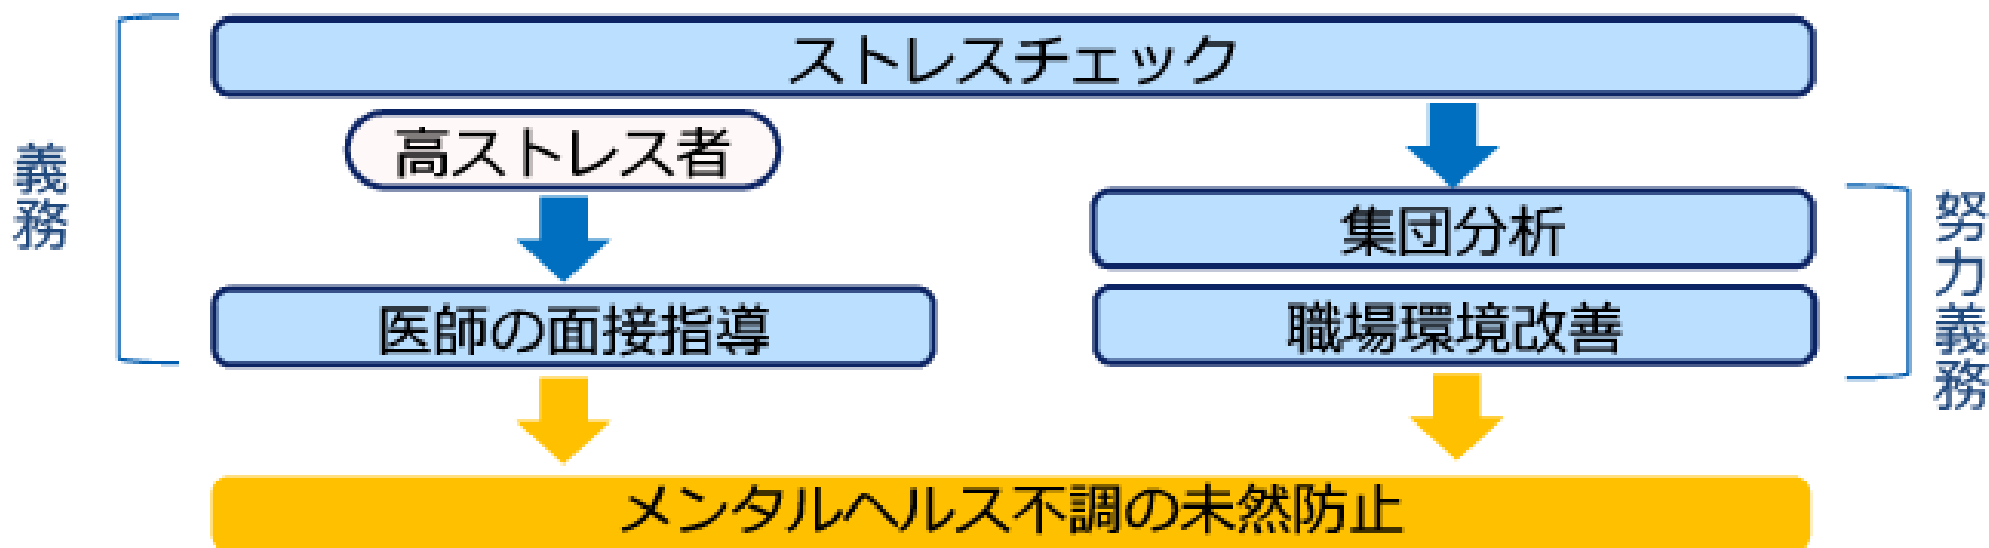 ストレスチェック
義務
高ストレス者
医師の面接指導
集団分析
職場環境改善
努力義務
メンタルヘルス不調の未然防止